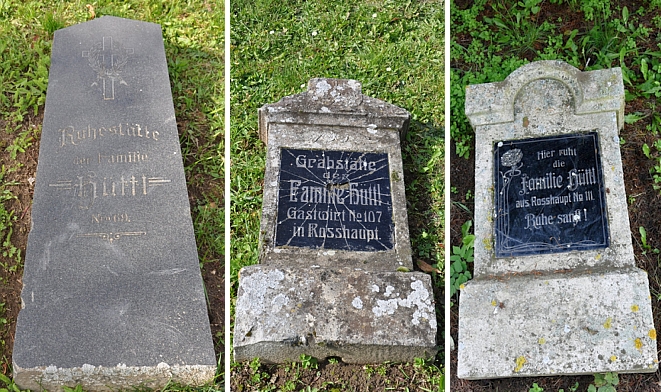 Ruhestätte
der Familie
Hüttl
Grabstätte
der
Familie Hüttl
Gastwirt No 107
in Rosshaupt.
Hier ruht
die
Familie Hüttl
aus Rosshaupt No 111.
Ruhe sanft!